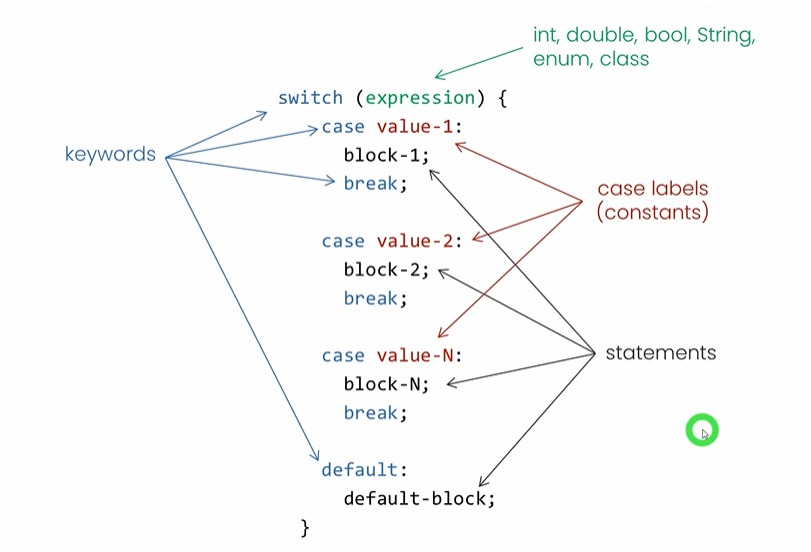 int, double, bool, String,
enum, class
switch (expression) {
case value-1:
keywords
block-1;
break;
case labels
(constants)
case value-2:
block-2;
break;
case value-N:
statements
block-N;
break;
default:
default-block;
}